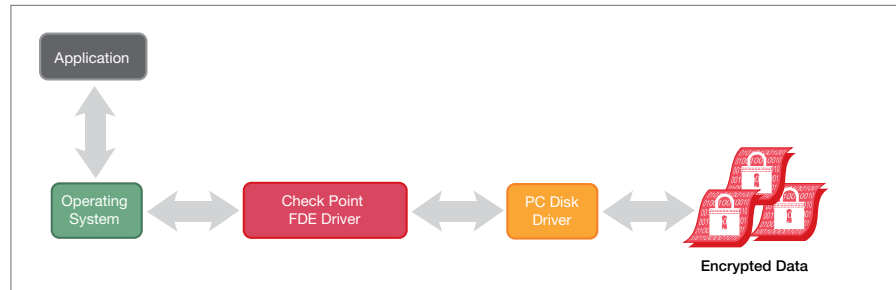 Application
Operating
System
Check Point
FDE Driver
PC Disk
Driver
Encrypted Data